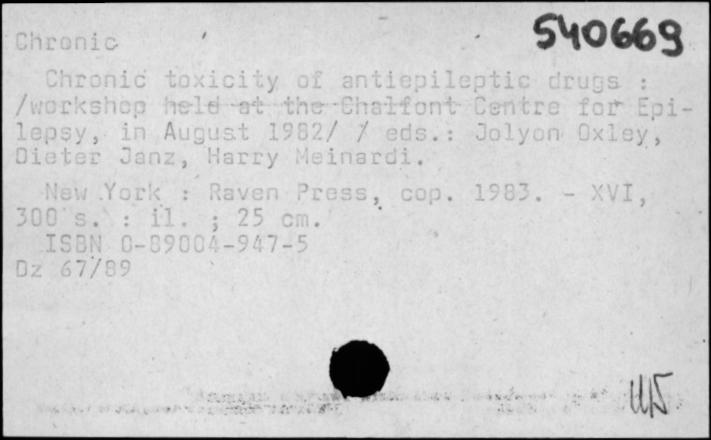 540669
Chronic
Chronic toxicity of antiepileptic drugs :
/workshop held at the Chalfont Centre for Epi-
lepsy, in August 1982/ / eds.: Jolyon Oxley,
Dieter Janz, Harry Meinardi.
New York : Raven Press, cop. 1983. - XVI,
300 s. : il. ; 25 cm.
ISBN 0-89004-947-5
Dz 67/89